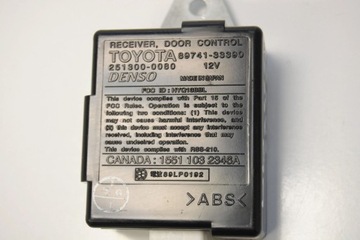 RECEIVER, DOOR CONTROL
TOYOTA 89741-33390
251300-0080 12V
DENSO MADE IN JAPAN
FCC ID : HYQ13BBL
This device complies with Part 15 of the
FCC Rules. Operation is subject to the
following two conditions: (1) This device
may not cause harmful interference, and
(2) this device must accept any interference
received, including interference that may
cause undesired operation.
This device complies with RSS-210.
CANADA : 1551 103 2348A
69LP0192
>ABS<